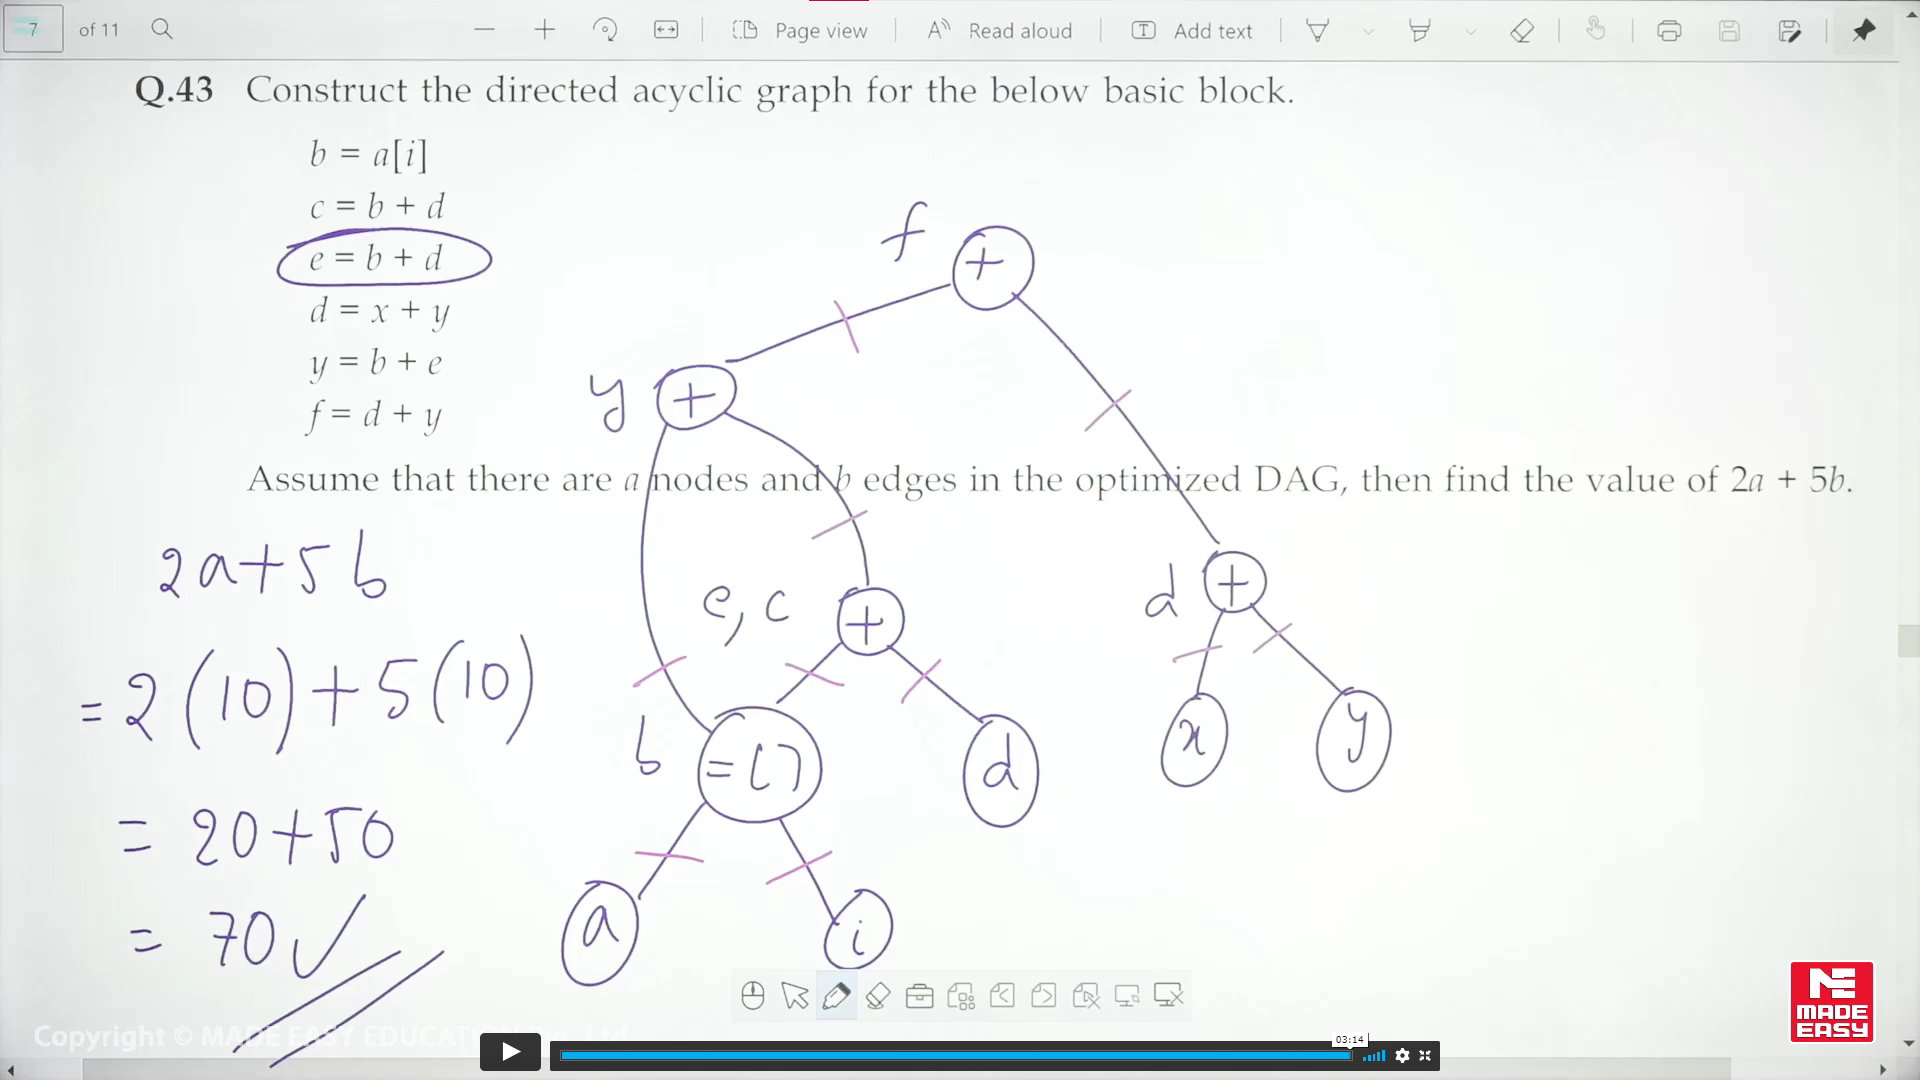 7 of 11 Page view Read aloud Add text
Q.43 Construct the directed acyclic graph for the below basic block.
b = a[i]
c = b + d
e = b + d
d = x + y
y = b + e
f = d + y
Assume that there are a nodes and b edges in the optimized DAG, then find the value of 2a + 5b.
2a+5b
= 2(10)+5(10)
= 20+50
= 70
f +
y +
e, c +
d +
b =[]
d
x
y
a
i
Copyright © MADE EASY EDUCATION
03:14
ME
MADE
EASY